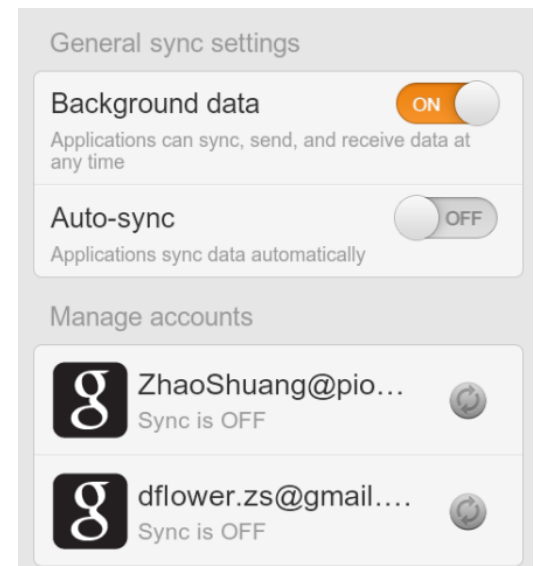 General sync settings
Background data
ON
Applications can sync, send, and receive data at
any time
Auto-sync
OFF
Applications sync data automatically
Manage accounts
g
ZhaoShuang@pio...
Sync is OFF
g
dflower.zs@gmail....
Sync is OFF